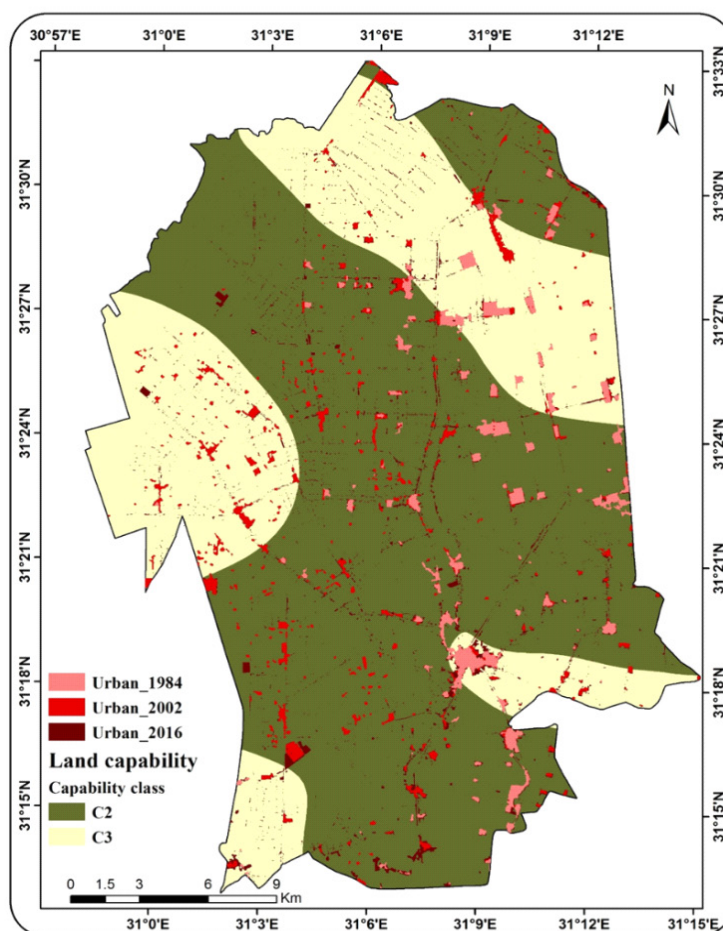 30°57'E 31°0'E 31°3'E 31°6'E 31°9'E 31°12'E
31°33'N
N
31°30'N 31°30'N
31°27'N 31°27'N
31°24'N 31°24'N
31°21'N 31°21'N
Urban_1984
31°18'N Urban_2002 31°18'N
Urban_2016
Land capability
Capability class
C2
31°15'N 31°15'N
C3
0 1.5 3 6 9
Km
31°0'E 31°3'E 31°6'E 31°9'E 31°12'E 31°15'E